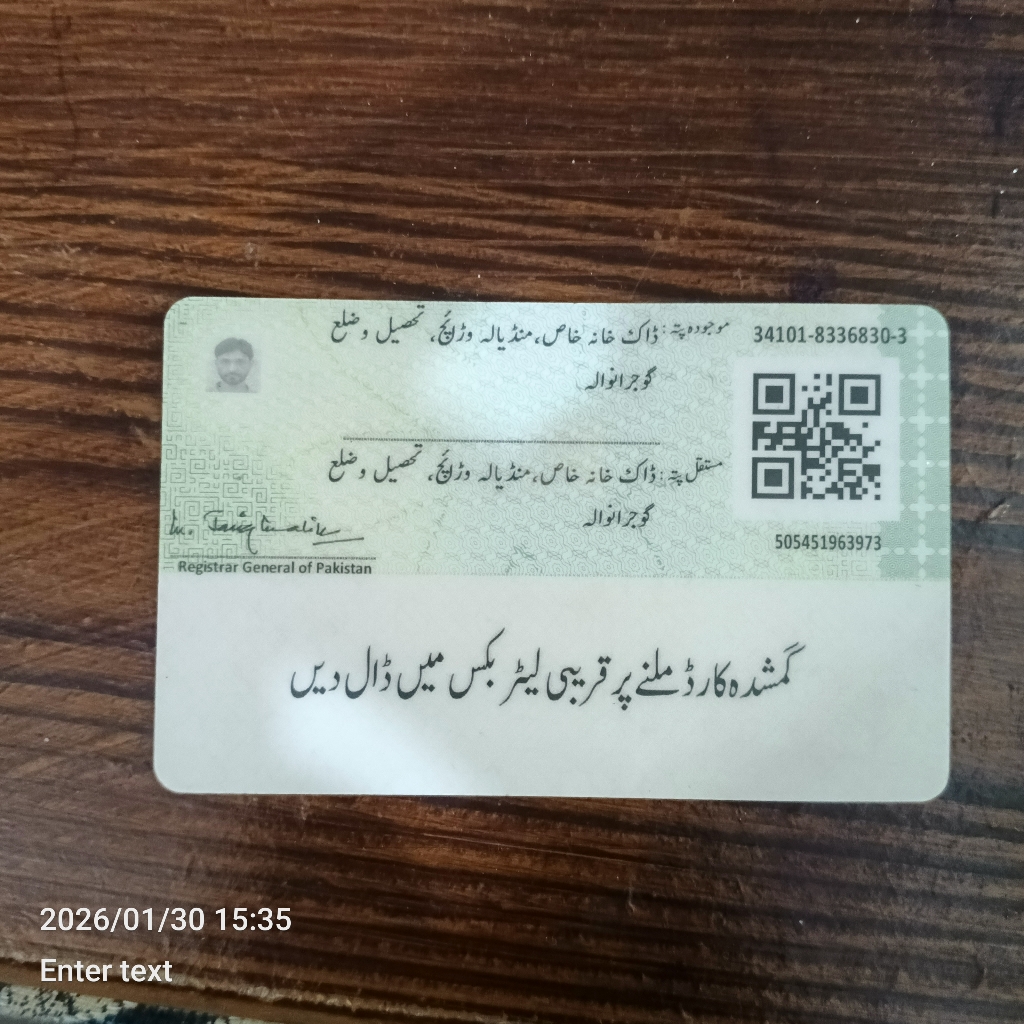 موجودہ پتہ: ڈاک خانہ خاص، منڈیالہ وڑائچ، تحصیل و ضلع
گوجرانوالہ
34101-8336830-3
مستقل پتہ: ڈاک خانہ خاص، منڈیالہ وڑائچ، تحصیل و ضلع
گوجرانوالہ
505451963973
Registrar General of Pakistan
گمشدہ کارڈ ملنے پر قریبی لیٹر بکس میں ڈال دیں
2026/01/30 15:35
Enter text